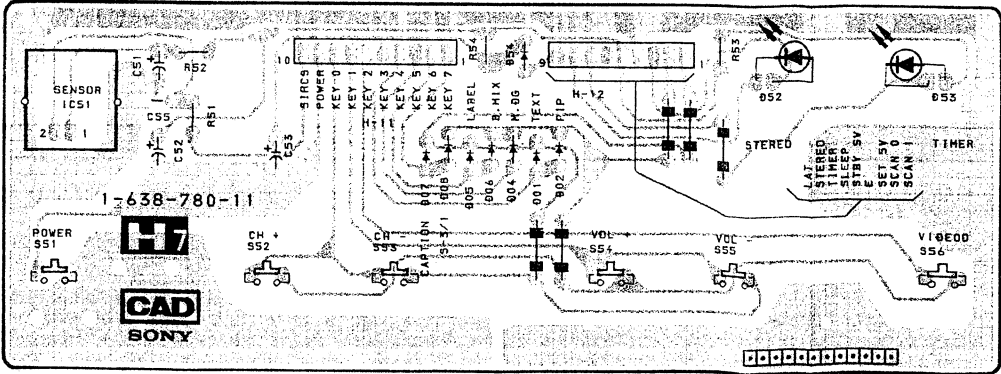 C51
R52
SENSOR
IC51
2 1
C55
C52
R51
C53
10
1
SIRCS
POWER
KEY 0
KEY 1
KEY 2
KEY 3
KEY 4
KEY 5
KEY 6
KEY 7
H-11
LABEL
B.MIX
M.DG
TEXT
PIP
R54
D54
9
H-12
1
R53
D52
D53
STEREO
TIMER
LAT
STEREO
TIMER
SLEEP
STBY 5V
E
SET 5V
SCAN 0
SCAN 1
D07
D08
D05
D06
D04
D01
D02
CAPTION
S-S/1
1-638-780-11
H7
POWER
S51
CH +
S52
CH -
S53
VOL +
S54
VOL -
S55
VIDEO
S56
CAD
SONY